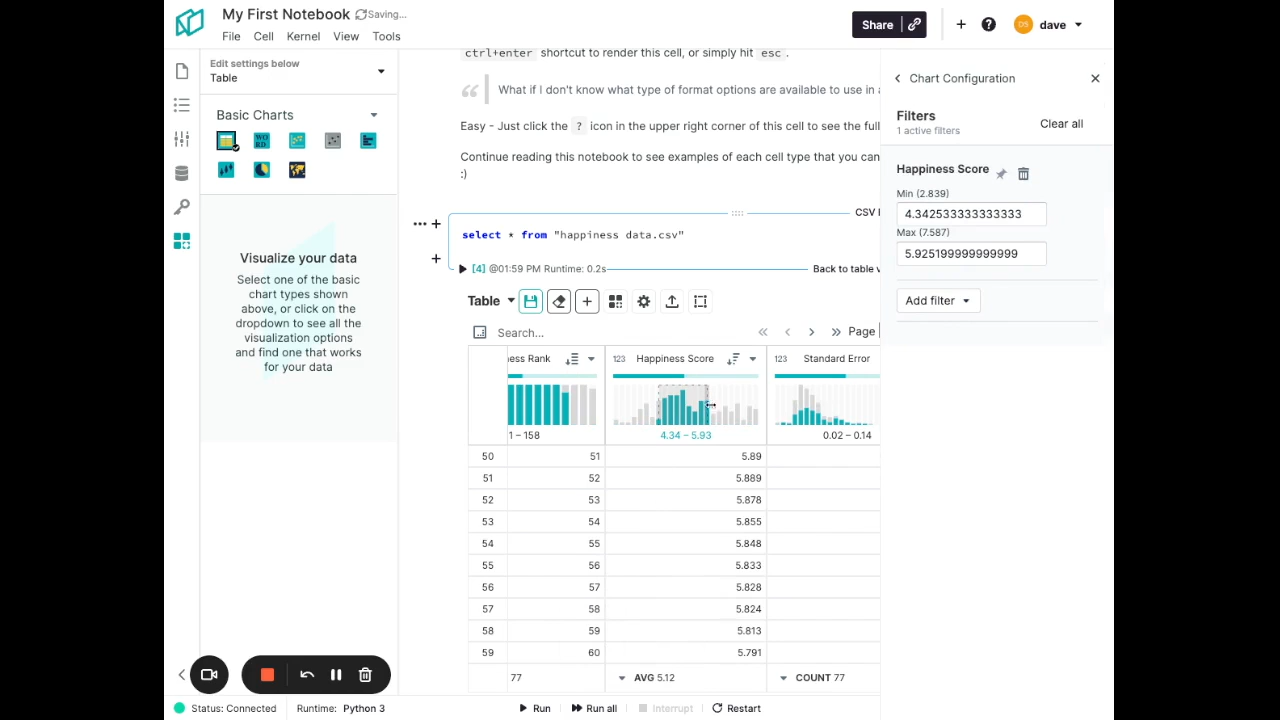 My First Notebook
Saving...
File Cell Kernel View Tools
Share
DS
dave
Edit settings below
Table
Basic Charts
WO
RD
Visualize your data
Select one of the basic
chart types shown
above, or click on the
dropdown to see all the
visualization options
and find one that works
for your data
ctrl+enter shortcut to render this cell, or simply hit esc.
What if I don't know what type of format options are available to use in
Easy - Just click the ? icon in the upper right corner of this cell to see the full
Continue reading this notebook to see examples of each cell type that you can
:)
CSV
select * from "happiness data.csv"
[4] @01:59 PM Runtime: 0.2s
Back to table v
Table
Search...
Page
ess Rank
123 Happiness Score
123 Standard Error
1 – 158
4.34 – 5.93
0.02 – 0.14
50 51 5.89
51 52 5.889
52 53 5.878
53 54 5.855
54 55 5.848
55 56 5.833
56 57 5.828
57 58 5.824
58 59 5.813
59 60 5.791
77 AVG 5.12 COUNT 77
Chart Configuration
Filters
1 active filters
Clear all
Happiness Score
Min (2.839)
4.342533333333333
Max (7.587)
5.925199999999999
Add filter
Status: Connected
Runtime: Python 3
Run
Run all
Interrupt
Restart